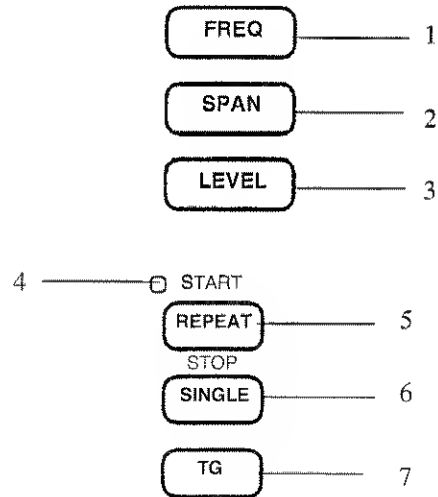 FREQ 1
SPAN 2
LEVEL 3
4 START
REPEAT 5
STOP
SINGLE 6
TG 7